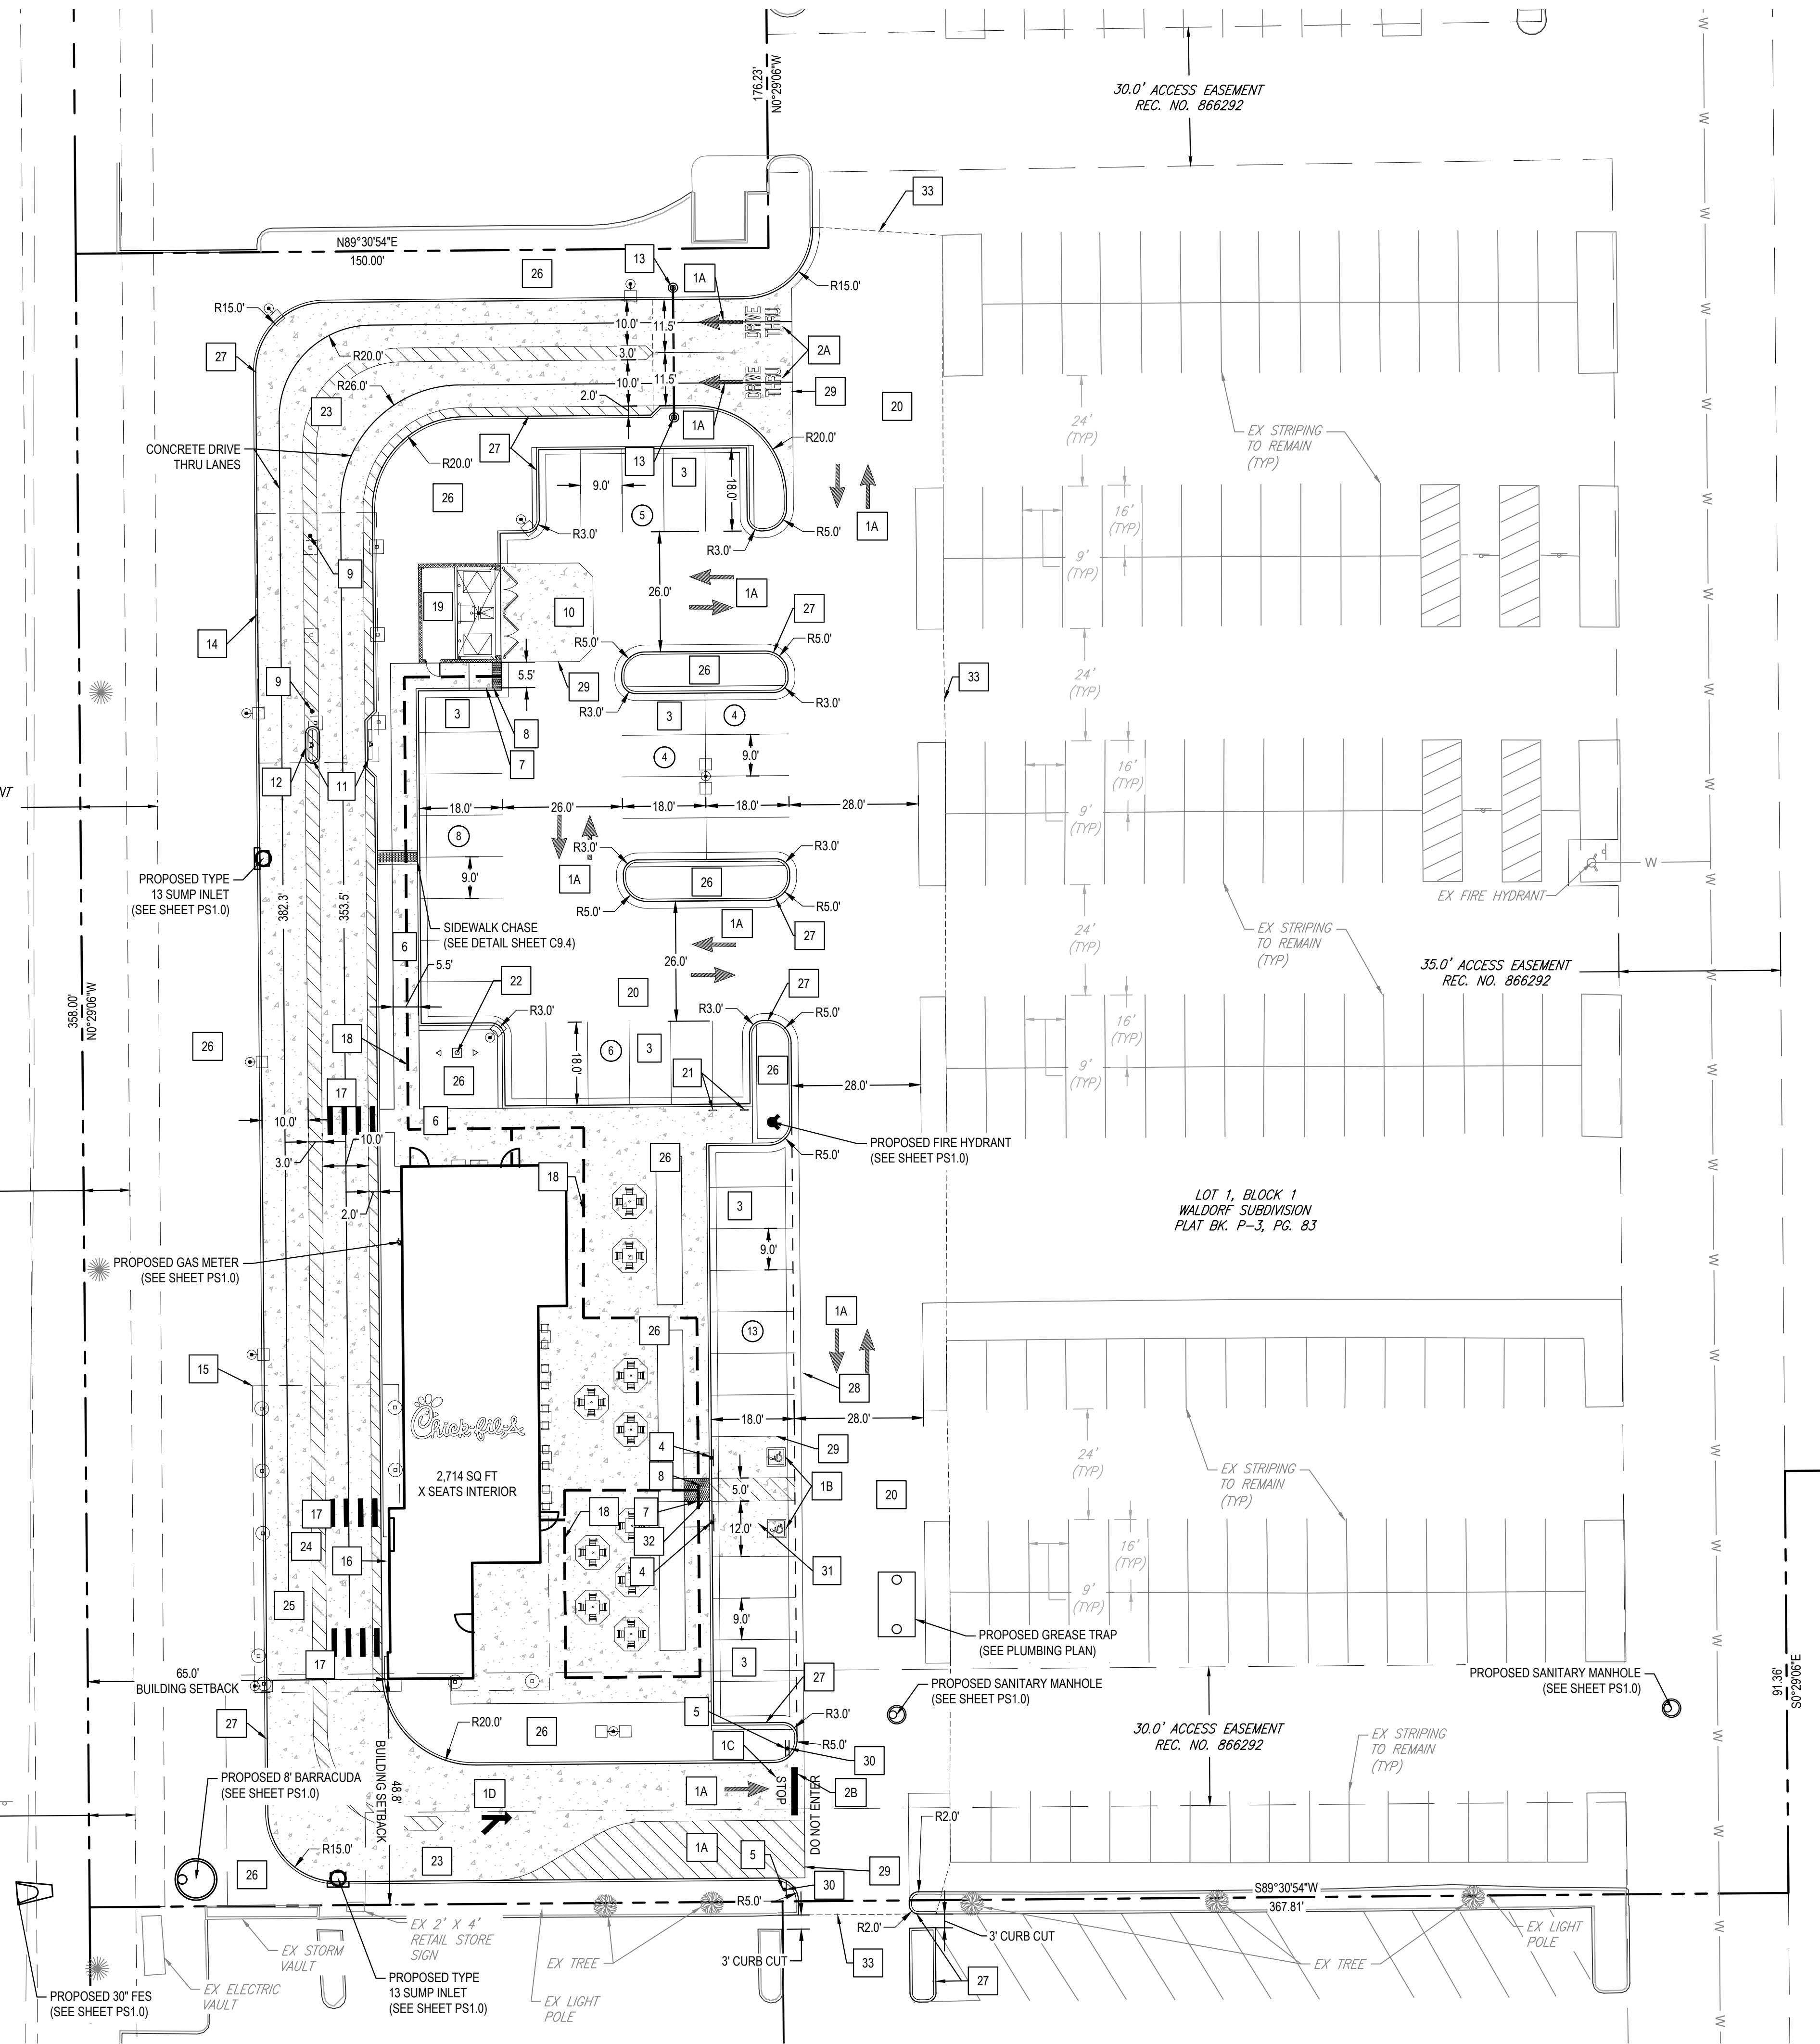 176.23'
N0°29'06"W
30.0' ACCESS EASEMENT
REC. NO. 866292
33
N89°30'54"E
150.00'
26
13
1A
R15.0'
R15.0'
10.0'
11.5'
DRIVE
THRU
2A
3.0'
27
R20.0'
R26.0'
10.0'
11.5'
DRIVE
THRU
29
20
2.0'
23
1A
24'
(TYP)
EX STRIPING
TO REMAIN
(TYP)
CONCRETE DRIVE
THRU LANES
R20.0'
27
13
3
R20.0'
26
9.0'
18.0'
5
1A
16'
(TYP)
R3.0'
R3.0'
R5.0'
9
9'
(TYP)
19
10
26.0'
1A
27
14
R5.0'
R5.0'
26
5.5'
29
33
24'
(TYP)
9
R3.0'
R3.0'
3
3
4
8
4
9.0'
7
12
11
16'
(TYP)
NT
18.0'
26.0'
18.0'
18.0'
28.0'
9'
(TYP)
8
R3.0'
R3.0'
W
PROPOSED TYPE
13 SUMP INLET
(SEE SHEET PS1.0)
9.0'
1A
26
EX FIRE HYDRANT
382.3'
353.5'
R5.0'
R5.0'
SIDEWALK CHASE
(SEE DETAIL SHEET C9.4)
1A
27
24'
(TYP)
EX STRIPING
TO REMAIN
(TYP)
6
26.0'
5.5'
22
20
27
35.0' ACCESS EASEMENT
REC. NO. 866292
358.00'
N0°29'06"W
R3.0'
R3.0'
R5.0'
16'
(TYP)
26
18
18.0'
6
3
26
26
21
28.0'
9'
(TYP)
17
10.0'
6
10.0'
PROPOSED FIRE HYDRANT
(SEE SHEET PS1.0)
3.0'
26
R5.0'
18
3
2.0'
LOT 1, BLOCK 1
WALDORF SUBDIVISION
PLAT BK. P-3, PG. 83
9.0'
PROPOSED GAS METER
(SEE SHEET PS1.0)
1A
26
13
15
28
Chick-fil-A
18.0'
28.0'
4
29
24'
(TYP)
EX STRIPING
TO REMAIN
(TYP)
2,714 SQ FT
X SEATS INTERIOR
8
5.0'
1B
20
17
18
7
12.0'
32
16'
(TYP)
24
16
4
31
9'
(TYP)
25
9.0'
PROPOSED GREASE TRAP
(SEE PLUMBING PLAN)
17
3
65.0'
BUILDING SETBACK
27
PROPOSED SANITARY MANHOLE
(SEE SHEET PS1.0)
PROPOSED SANITARY MANHOLE
(SEE SHEET PS1.0)
91.36'
S0°29'06"E
27
R20.0'
26
5
R3.0'
30.0' ACCESS EASEMENT
REC. NO. 866292
EX STRIPING
TO REMAIN
(TYP)
1C
R5.0'
30
PROPOSED 8' BARRACUDA
(SEE SHEET PS1.0)
BUILDING SETBACK
48.8'
1D
1A
STOP
DO NOT ENTER
2B
R2.0'
R15.0'
1A
26
23
5
29
30
S89°30'54"W
367.81'
R5.0'
EX 2' X 4'
RETAIL STORE
SIGN
R2.0'
3' CURB CUT
EX LIGHT
POLE
EX STORM
VAULT
EX TREE
3' CURB CUT
33
EX TREE
PROPOSED TYPE
13 SUMP INLET
(SEE SHEET PS1.0)
27
PROPOSED 30" FES
(SEE SHEET PS1.0)
EX ELECTRIC
VAULT
EX LIGHT
POLE